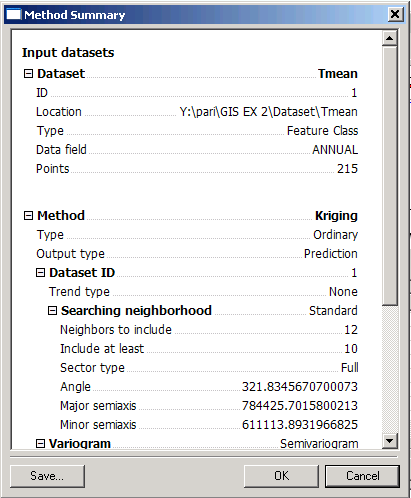 Method Summary
Input datasets
Dataset Tmean
ID 1
Location Y:\pari\GIS EX 2\Dataset\Tmean
Type Feature Class
Data field ANNUAL
Points 215
Method Kriging
Type Ordinary
Output type Prediction
Dataset ID 1
Trend type None
Searching neighborhood Standard
Neighbors to include 12
Include at least 10
Sector type Full
Angle 321.8345670700073
Major semiaxis 784425.7015800213
Minor semiaxis 611113.8931966825
Variogram Semivariogram
Save... OK Cancel